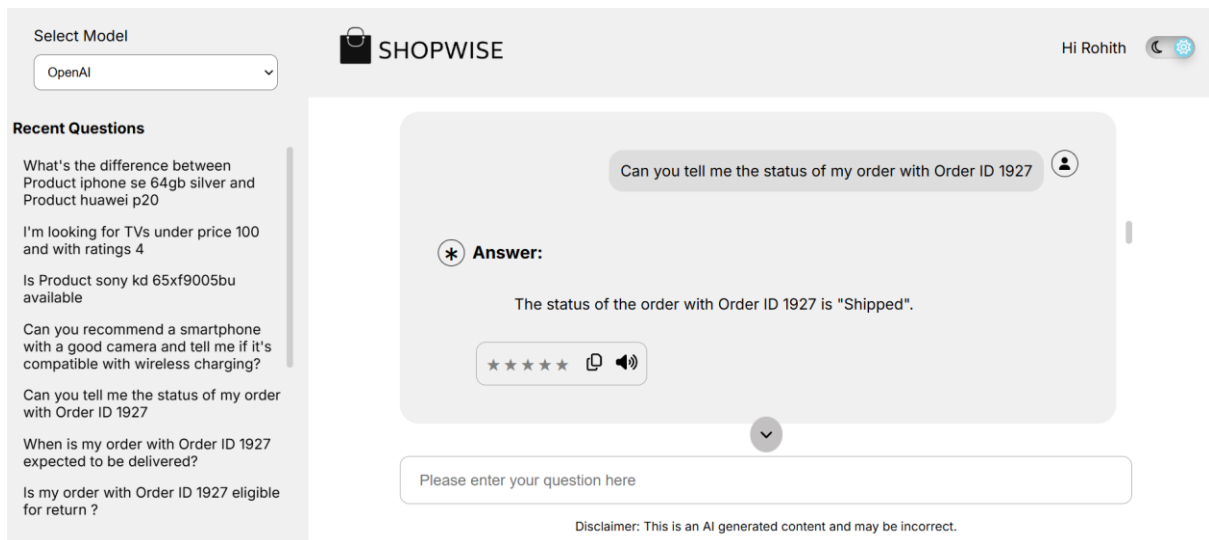 Select Model
OpenAI
Recent Questions
What's the difference between
Product iphone se 64gb silver and
Product huawei p20
I'm looking for TVs under price 100
and with ratings 4
Is Product sony kd 65xf9005bu
available
Can you recommend a smartphone
with a good camera and tell me if it's
compatible with wireless charging?
Can you tell me the status of my order
with Order ID 1927
When is my order with Order ID 1927
expected to be delivered?
Is my order with Order ID 1927 eligible
for return ?
SHOPWISE
Hi Rohith
Can you tell me the status of my order with Order ID 1927
Answer:
The status of the order with Order ID 1927 is "Shipped".
Please enter your question here
Disclaimer: This is an AI generated content and may be incorrect.